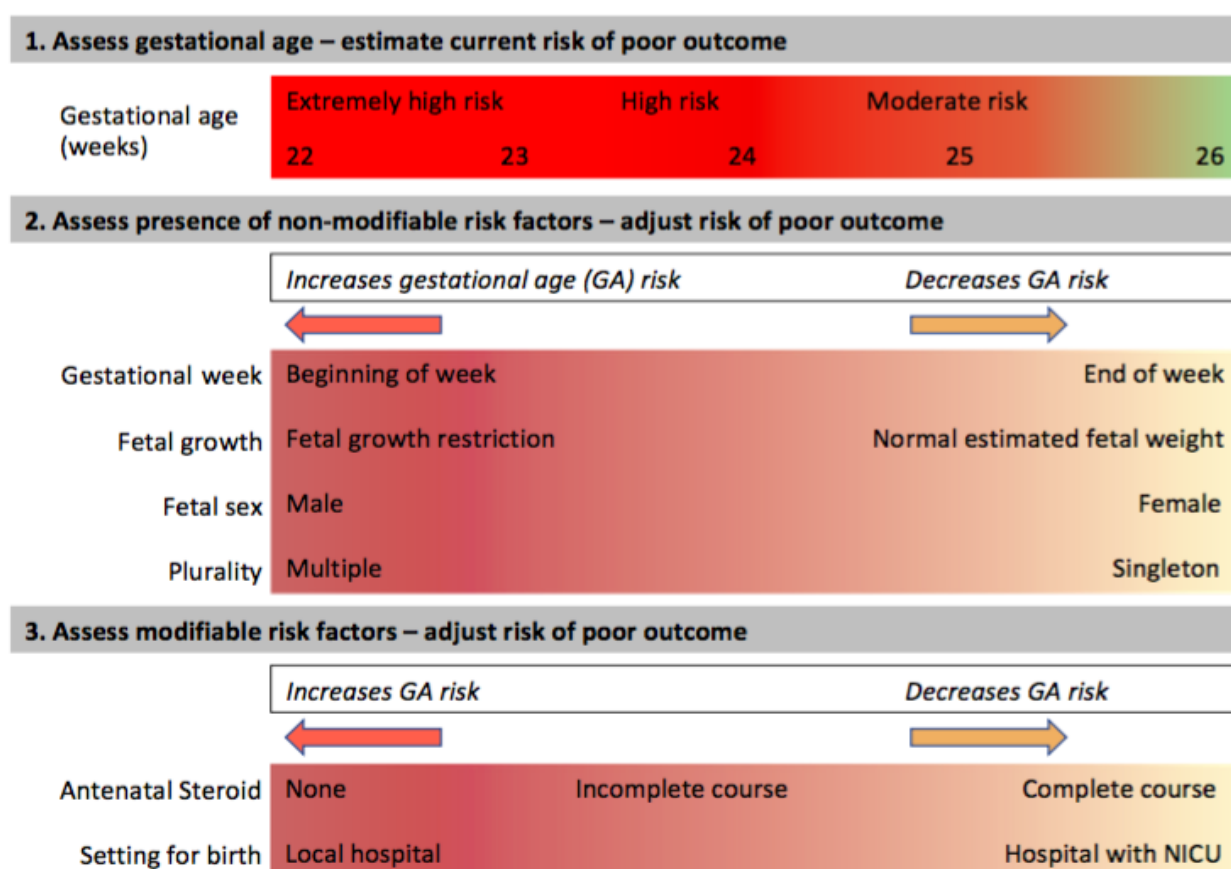 1. Assess gestational age – estimate current risk of poor outcome
Gestational age (weeks)
Extremely high risk High risk Moderate risk
22 23 24 25 26
2. Assess presence of non-modifiable risk factors – adjust risk of poor outcome
Increases gestational age (GA) risk Decreases GA risk
Gestational week Beginning of week End of week
Fetal growth Fetal growth restriction Normal estimated fetal weight
Fetal sex Male Female
Plurality Multiple Singleton
3. Assess modifiable risk factors – adjust risk of poor outcome
Increases GA risk Decreases GA risk
Antenatal Steroid None Incomplete course Complete course
Setting for birth Local hospital Hospital with NICU